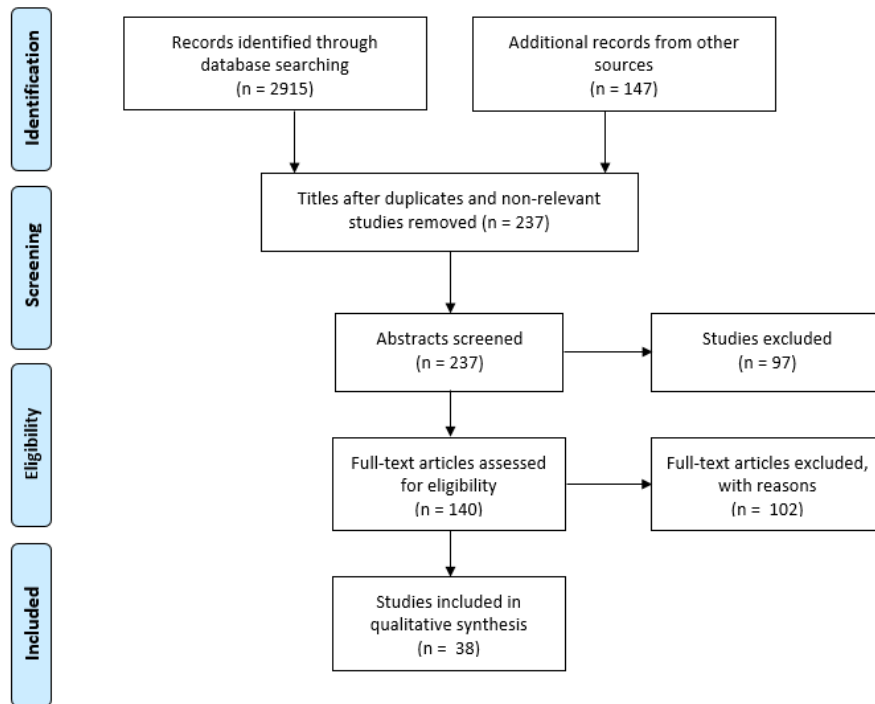 Identification
Records identified through
database searching
(n = 2915)
Additional records from other
sources
(n = 147)
Titles after duplicates and non-relevant
studies removed (n = 237)
Screening
Abstracts screened
(n = 237)
Studies excluded
(n = 97)
Eligibility
Full-text articles assessed
for eligibility
(n = 140)
Full-text articles excluded,
with reasons
(n =  102)
Included
Studies included in
qualitative synthesis
(n =  38)